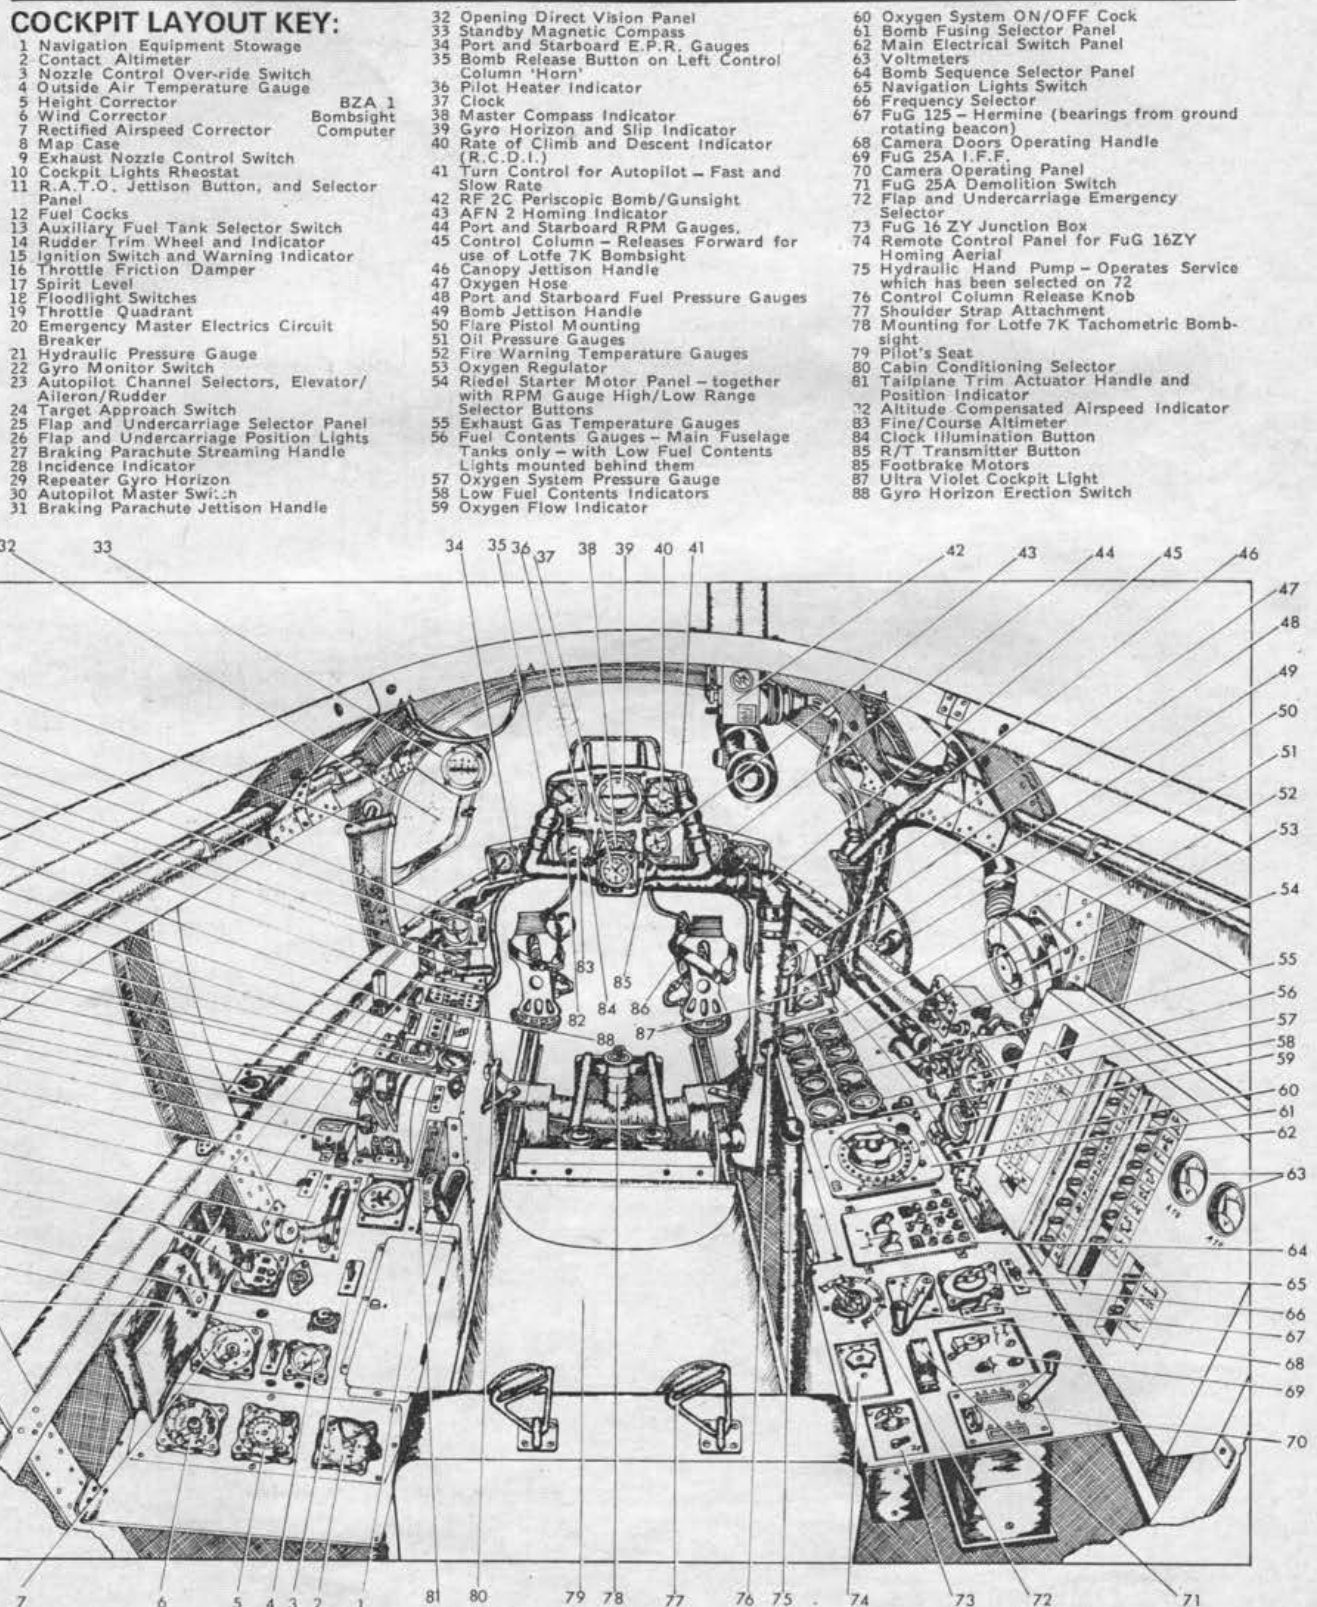 COCKPIT LAYOUT KEY:
1 Navigation Equipment Stowage
2 Contact Altimeter
3 Nozzle Control Over-ride Switch
4 Outside Air Temperature Gauge
5 Height Corrector BZA 1
6 Wind Corrector Bombsight
7 Rectified Airspeed Corrector Computer
8 Map Case
9 Exhaust Nozzle Control Switch
10 Cockpit Lights Rheostat
11 R.A.T.O. Jettison Button, and Selector
Panel
12 Fuel Cocks
13 Auxiliary Fuel Tank Selector Switch
14 Rudder Trim Wheel and Indicator
15 Ignition Switch and Warning Indicator
16 Throttle Friction Damper
17 Spirit Level
18 Floodlight Switches
19 Throttle Quadrant
20 Emergency Master Electrics Circuit
Breaker
21 Hydraulic Pressure Gauge
22 Gyro Monitor Switch
23 Autopilot Channel Selectors, Elevator/
Aileron/Rudder
24 Target Approach Switch
25 Flap and Undercarriage Selector Panel
26 Flap and Undercarriage Position Lights
27 Braking Parachute Streaming Handle
28 Incidence Indicator
29 Repeater Gyro Horizon
30 Autopilot Master Switch
31 Braking Parachute Jettison Handle
32 Opening Direct Vision Panel
33 Standby Magnetic Compass
34 Port and Starboard E.P.R. Gauges
35 Bomb Release Button on Left Control
Column 'Horn'
36 Pilot Heater Indicator
37 Clock
38 Master Compass Indicator
39 Gyro Horizon and Slip Indicator
40 Rate of Climb and Descent Indicator
(R.C.D.I.)
41 Turn Control for Autopilot – Fast and
Slow Rate
42 RF 2C Periscopic Bomb/Gunsight
43 AFN 2 Homing Indicator
44 Port and Starboard RPM Gauges.
45 Control Column – Releases Forward for
use of Lotfe 7K Bombsight
46 Canopy Jettison Handle
47 Oxygen Hose
48 Port and Starboard Fuel Pressure Gauges
49 Bomb Jettison Handle
50 Flare Pistol Mounting
51 Oil Pressure Gauges
52 Fire Warning Temperature Gauges
53 Oxygen Regulator
54 Riedel Starter Motor Panel – together
with RPM Gauge High/Low Range
Selector Buttons
55 Exhaust Gas Temperature Gauges
56 Fuel Contents Gauges – Main Fuselage
Tanks only – with Low Fuel Contents
Lights mounted behind them
57 Oxygen System Pressure Gauge
58 Low Fuel Contents Indicators
59 Oxygen Flow Indicator
60 Oxygen System ON/OFF Cock
61 Bomb Fusing Selector Panel
62 Main Electrical Switch Panel
63 Voltmeters
64 Bomb Sequence Selector Panel
65 Navigation Lights Switch
66 Frequency Selector
67 FuG 125 – Hermine (bearings from ground
rotating beacon)
68 Camera Doors Operating Handle
69 FuG 25A I.F.F.
70 Camera Operating Panel
71 FuG 25A Demolition Switch
72 Flap and Undercarriage Emergency
Selector
73 FuG 16 ZY Junction Box
74 Remote Control Panel for FuG 16ZY
Homing Aerial
75 Hydraulic Hand Pump – Operates Service
which has been selected on 72
76 Control Column Release Knob
77 Shoulder Strap Attachment
78 Mounting for Lotfe 7K Tachometric Bomb-
sight
79 Pilot's Seat
80 Cabin Conditioning Selector
81 Tailplane Trim Actuator Handle and
Position Indicator
32 Altitude Compensated Airspeed Indicator
83 Fine/Course Altimeter
84 Clock Illumination Button
85 R/T Transmitter Button
85 Footbrake Motors
87 Ultra Violet Cockpit Light
88 Gyro Horizon Erection Switch
32 33 34 35 36 37 38 39 40 41 42 43 44 45 46
47
48
49
50
51
52
53
54
55
56
57
58
59
60
61
62
63
64
65
66
67
68
69
70
83 85
82 84 86
88 87
7 6 5 4 3 2 1 81 80 79 78 77 76 75 74 73 72 71